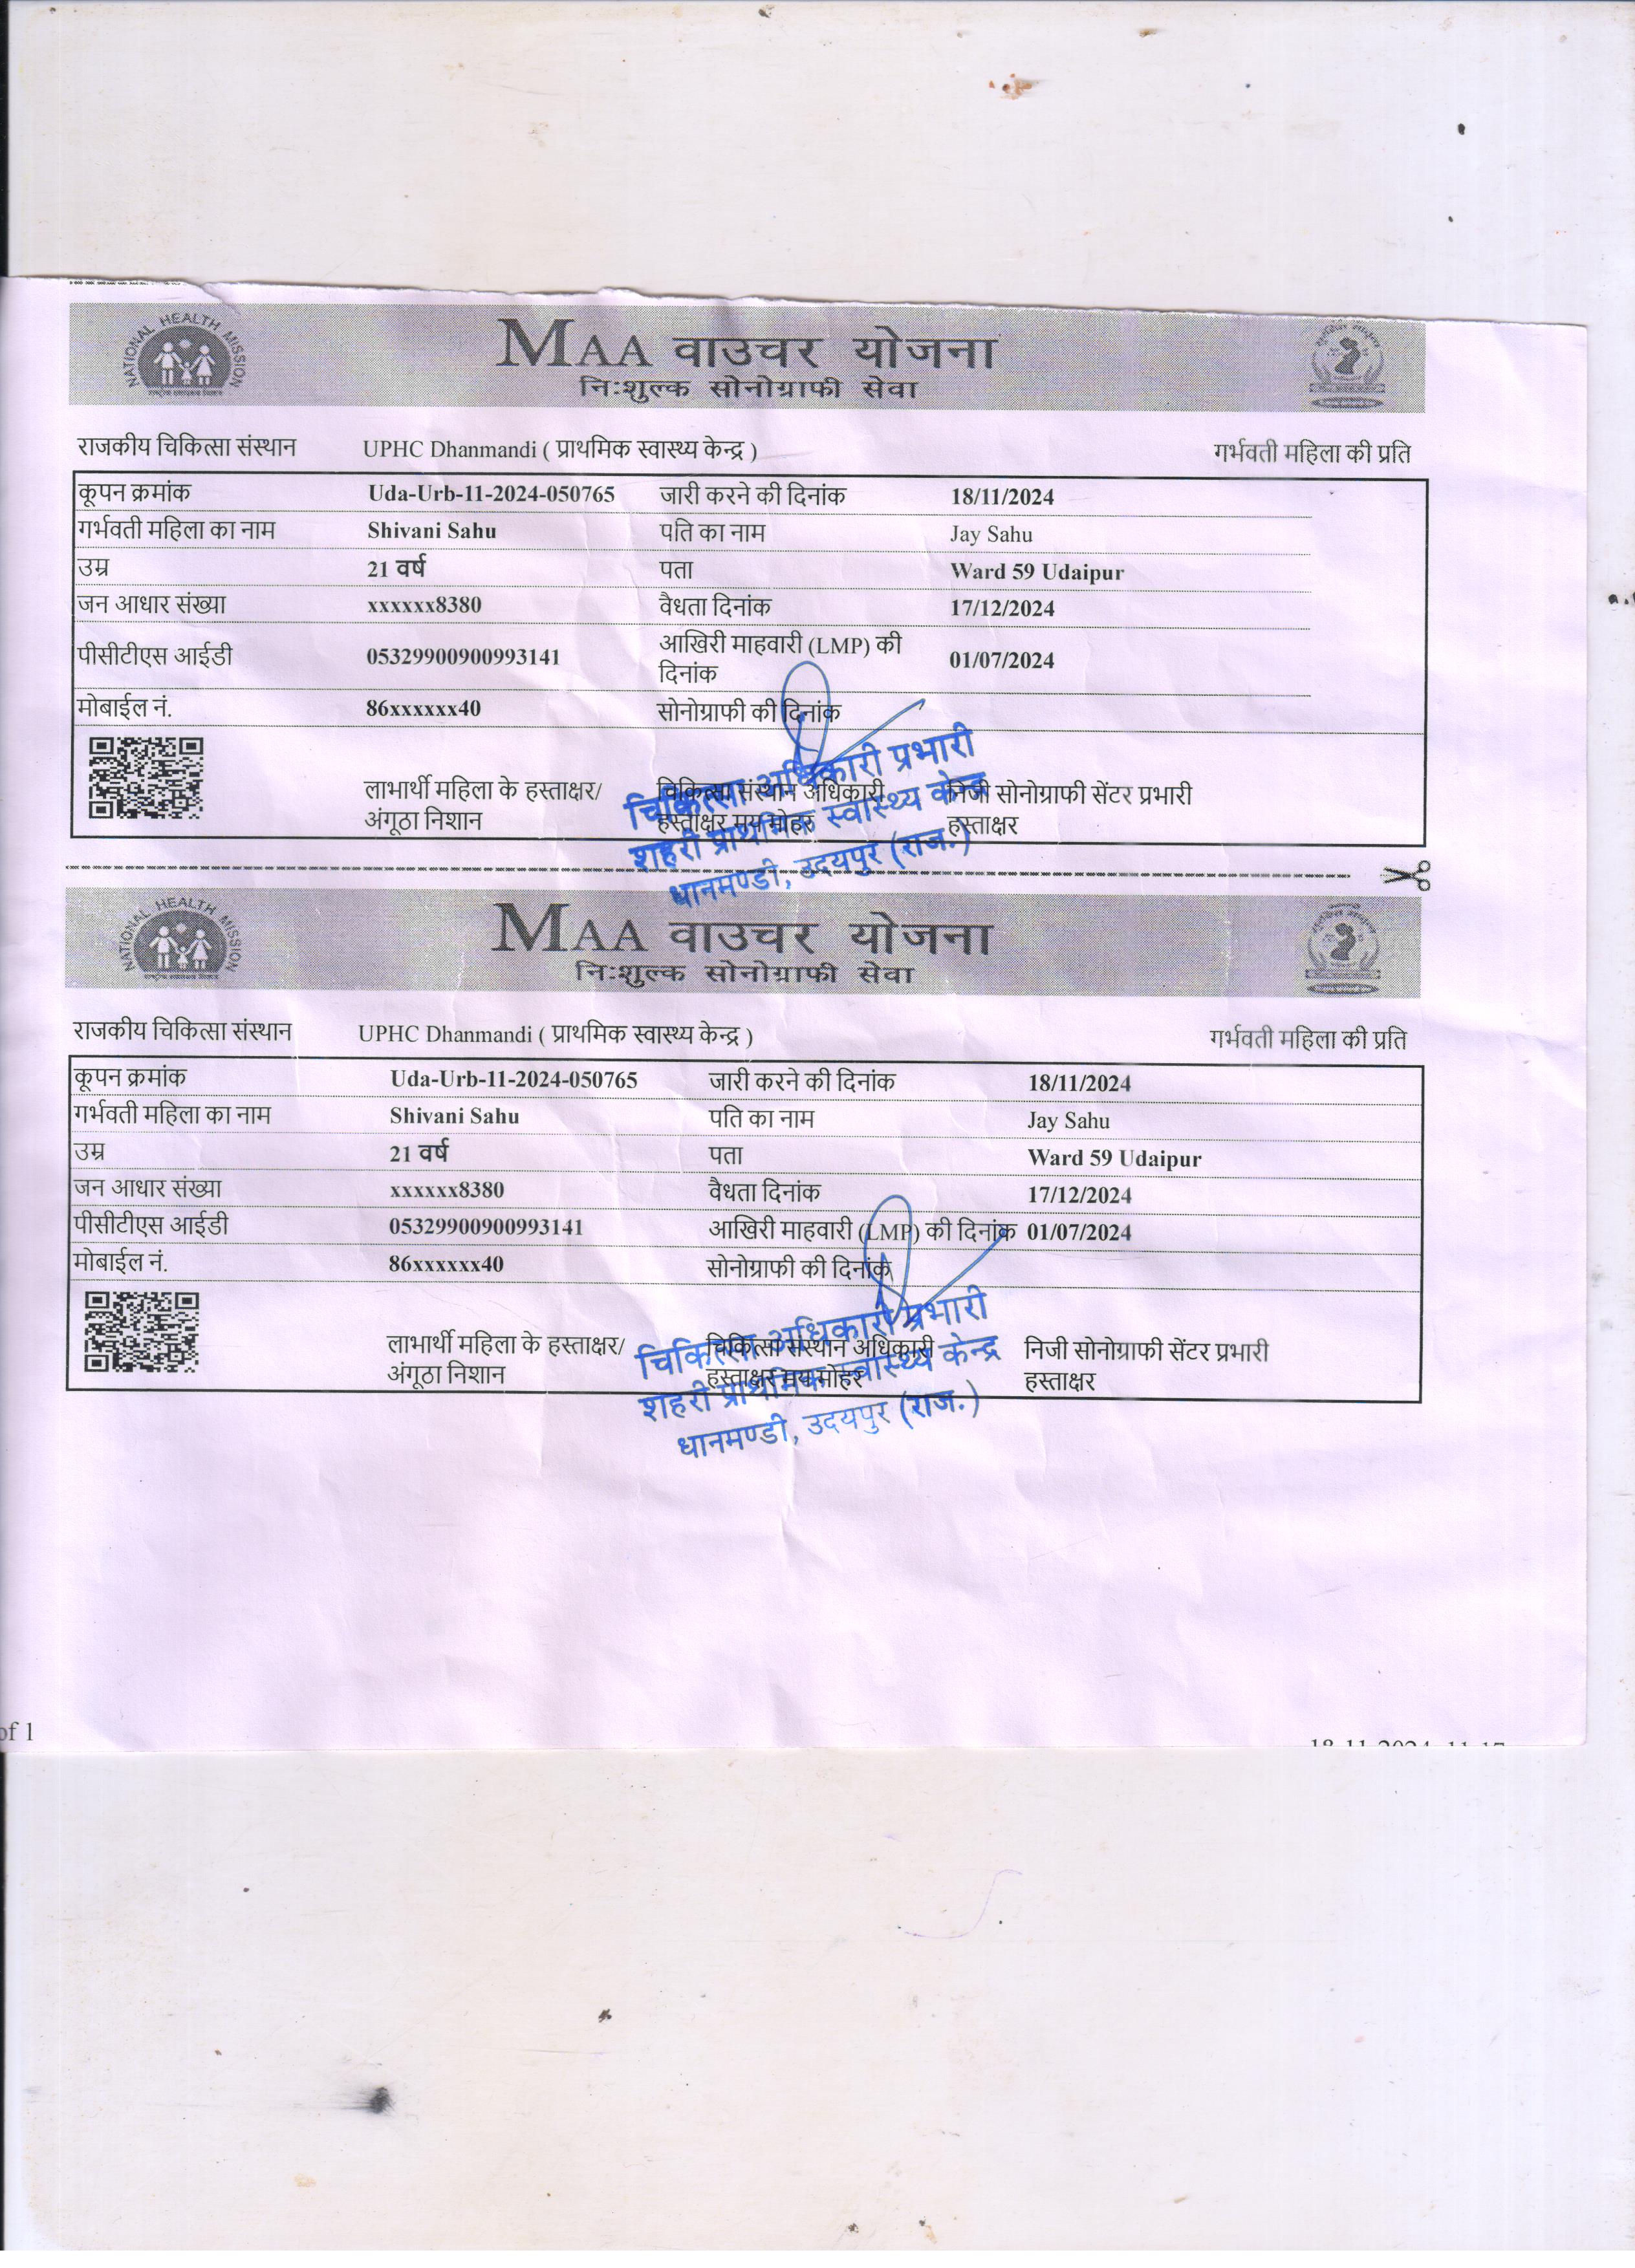 NATIONAL HEALTH MISSION
MAA वाउचर योजना
नि:शुल्क सोनोग्राफी सेवा
राजकीय चिकित्सा संस्थान UPHC Dhanmandi ( प्राथमिक स्वास्थ्य केन्द्र ) गर्भवती महिला की प्रति
कूपन क्रमांक Uda-Urb-11-2024-050765 जारी करने की दिनांक 18/11/2024
गर्भवती महिला का नाम Shivani Sahu पति का नाम Jay Sahu
उम्र 21 वर्ष पता Ward 59 Udaipur
जन आधार संख्या xxxxxx8380 वैधता दिनांक 17/12/2024
पीसीटीएस आईडी 05329900900993141 आखिरी माहवारी (LMP) की
दिनांक 01/07/2024
मोबाईल नं. 86xxxxxx40 सोनोग्राफी की दिनांक
लाभार्थी महिला के हस्ताक्षर/ चिकित्सा संस्थान अधिकारी निजी सोनोग्राफी सेंटर प्रभारी
अंगूठा निशान हस्ताक्षर मय मोहर हस्ताक्षर
चिकित्सा अधिकारी प्रभारी
शहरी प्राथमिक स्वास्थ्य केन्द्र
धानमण्डी, उदयपुर (राज.)
NATIONAL HEALTH MISSION
MAA वाउचर योजना
नि:शुल्क सोनोग्राफी सेवा
राजकीय चिकित्सा संस्थान UPHC Dhanmandi ( प्राथमिक स्वास्थ्य केन्द्र ) गर्भवती महिला की प्रति
कूपन क्रमांक Uda-Urb-11-2024-050765 जारी करने की दिनांक 18/11/2024
गर्भवती महिला का नाम Shivani Sahu पति का नाम Jay Sahu
उम्र 21 वर्ष पता Ward 59 Udaipur
जन आधार संख्या xxxxxx8380 वैधता दिनांक 17/12/2024
पीसीटीएस आईडी 05329900900993141 आखिरी माहवारी (LMP) की दिनांक 01/07/2024
मोबाईल नं. 86xxxxxx40 सोनोग्राफी की दिनांक
लाभार्थी महिला के हस्ताक्षर/ चिकित्सा संस्थान अधिकारी निजी सोनोग्राफी सेंटर प्रभारी
अंगूठा निशान हस्ताक्षर मय मोहर हस्ताक्षर
चिकित्सा अधिकारी प्रभारी
शहरी प्राथमिक स्वास्थ्य केन्द्र
धानमण्डी, उदयपुर (राज.)
of 1